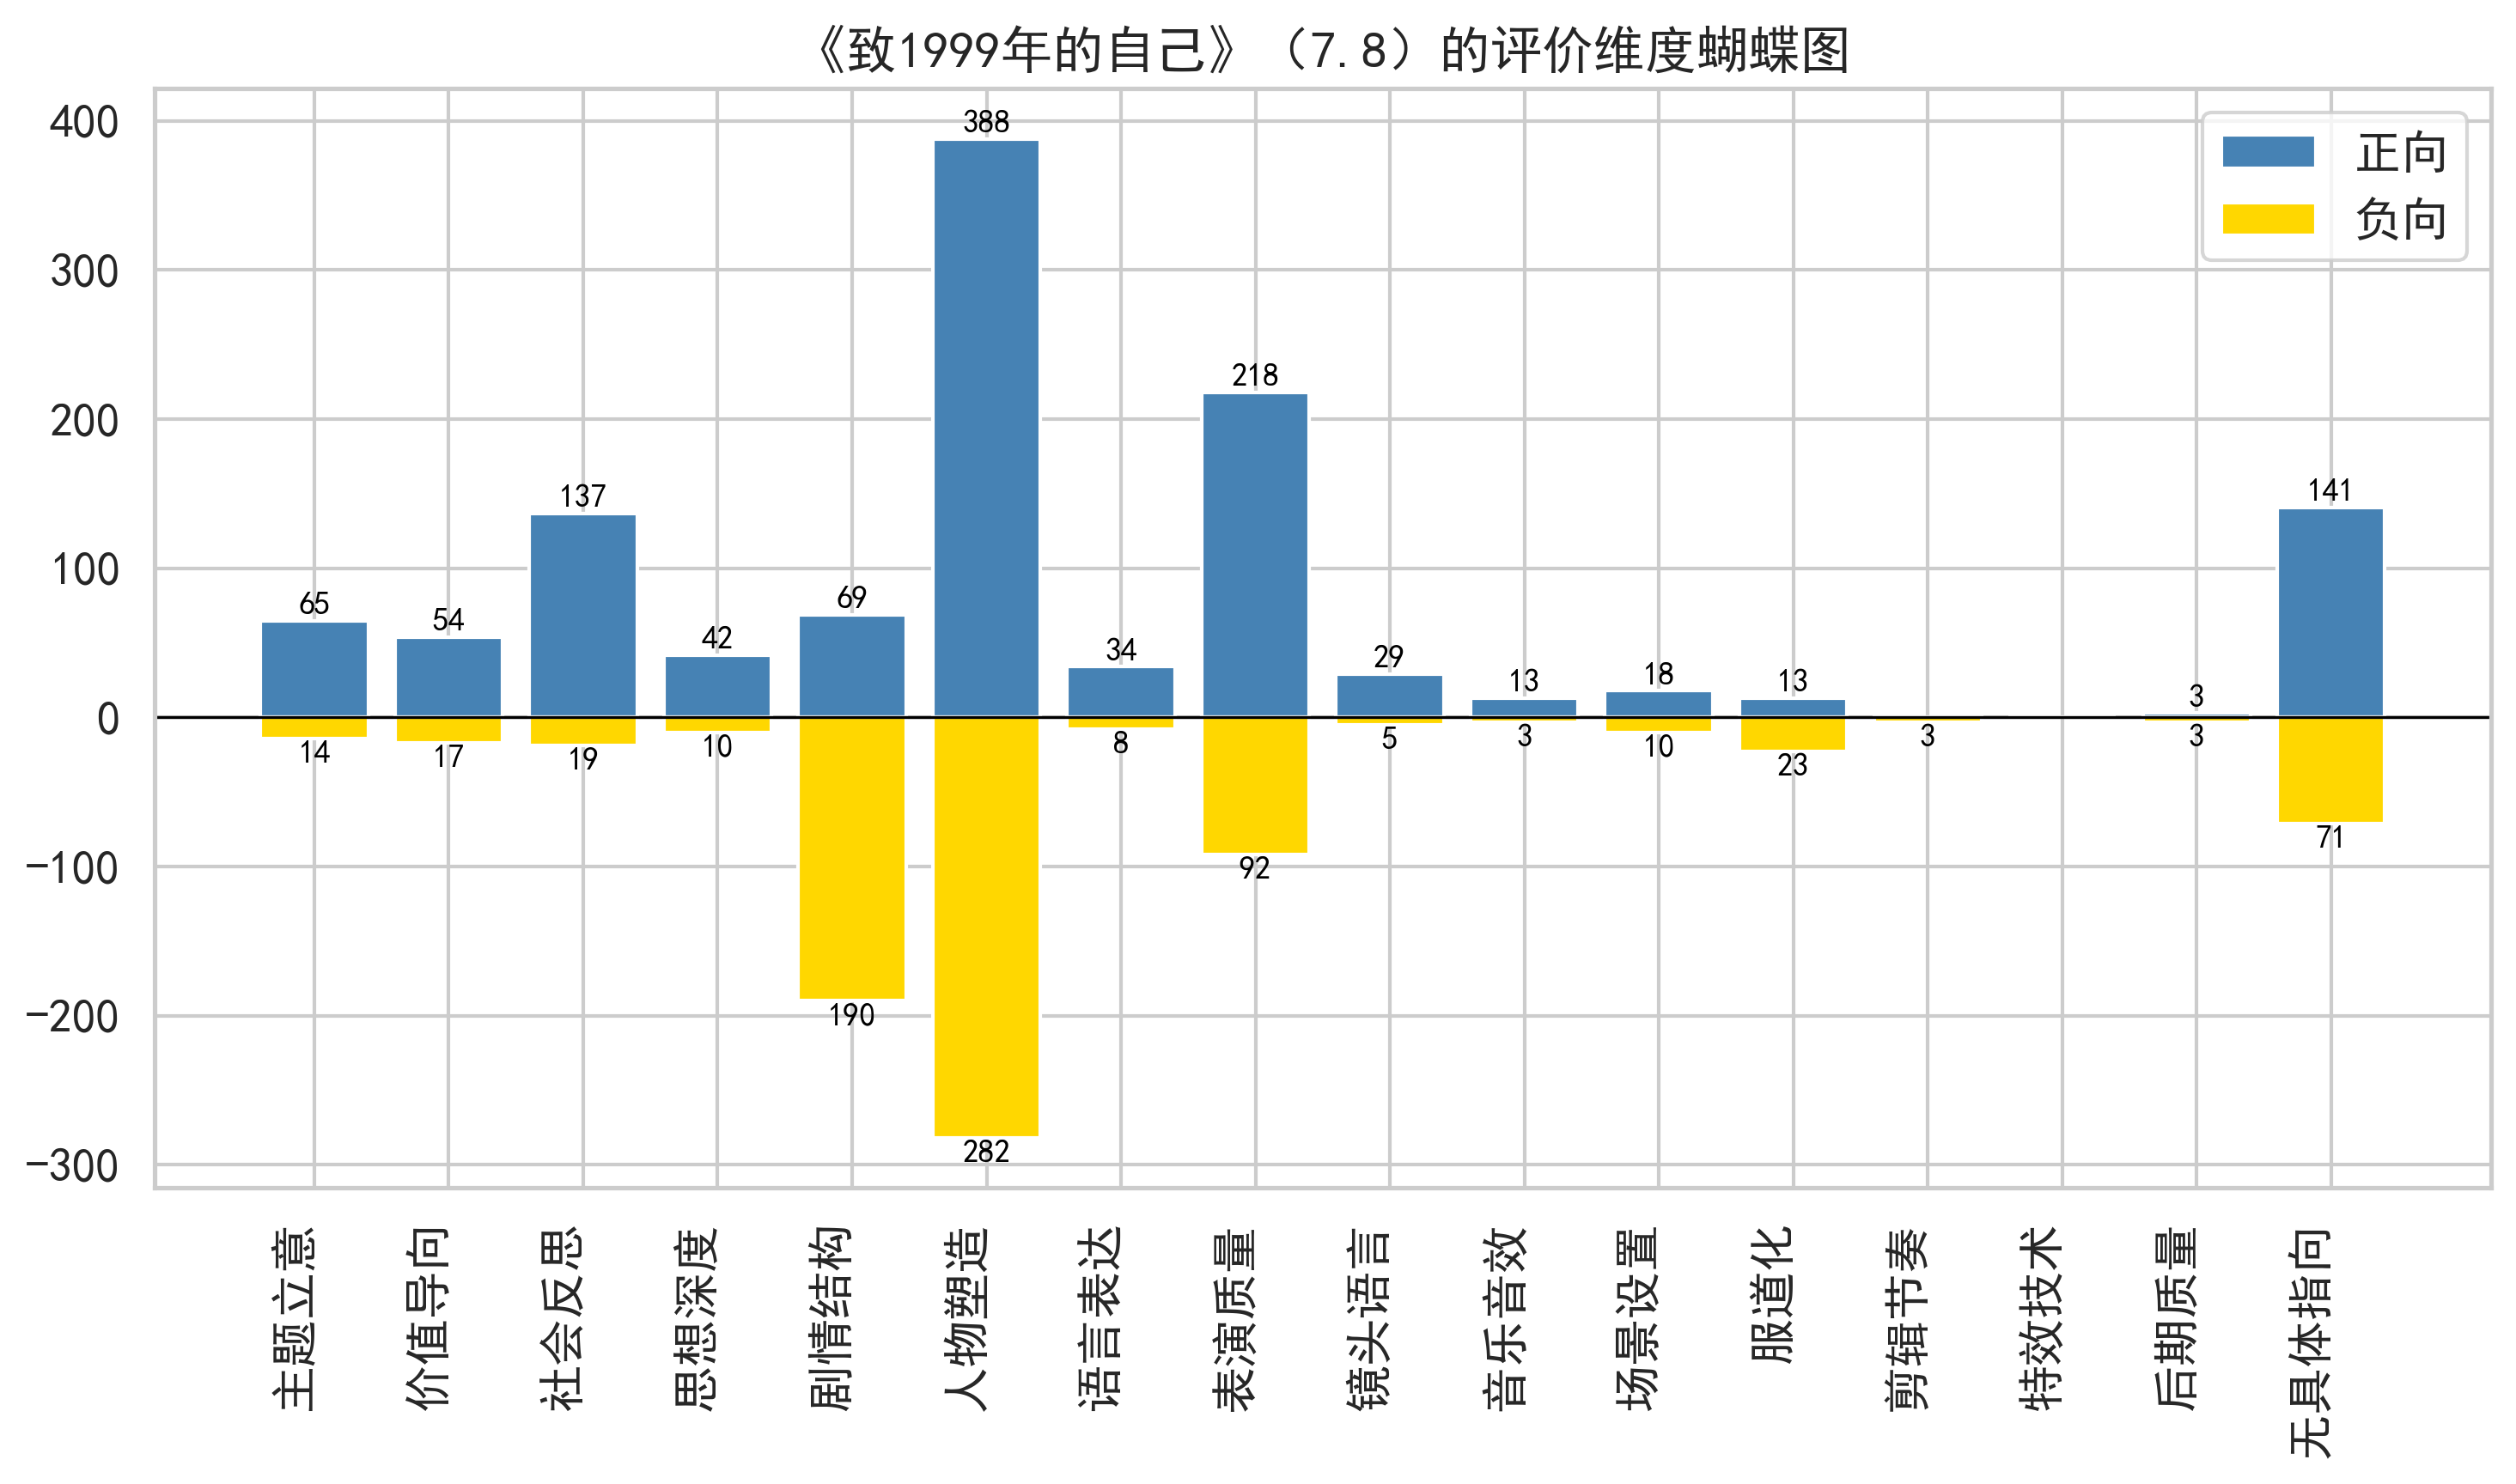 《致1999年的自己》（7.8）的评价维度蝴蝶图
正向
负向
400
300
200
100
0
-100
-200
-300
65
54
137
42
69
388
34
218
29
13
18
13
3
141
14
17
19
10
190
282
8
92
5
3
10
23
3
3
71
主题立意
价值导向
社会反思
思想深度
剧情结构
人物塑造
语言表达
表演质量
镜头语言
音乐音效
场景设置
服道化
剪辑节奏
特效技术
后期质量
无具体指向